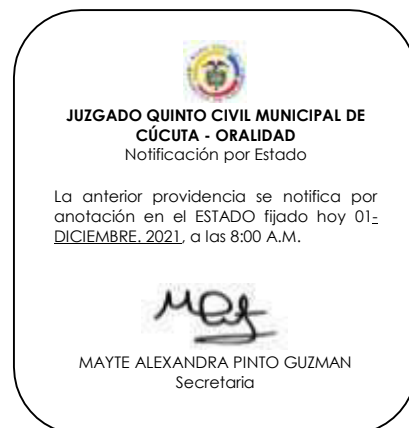 JUZGADO QUINTO CIVIL MUNICIPAL DE
CÚCUTA - ORALIDAD
Notificación por Estado
La anterior providencia se notifica por
anotación en el ESTADO fijado hoy 01-
DICIEMBRE. 2021, a las 8:00 A.M.
MAYTE ALEXANDRA PINTO GUZMAN
Secretaria